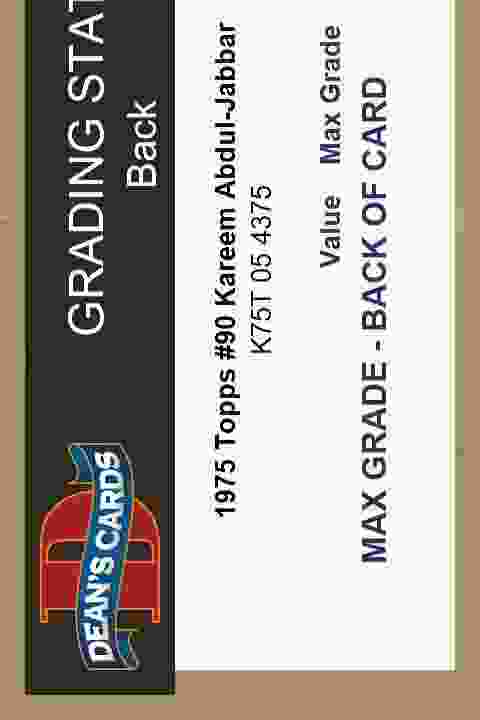 GRADING STAT
Back
DEAN'S CARDS
1975 Topps #90 Kareem Abdul-Jabbar
K75T 05 4375
Value Max Grade
MAX GRADE - BACK OF CARD